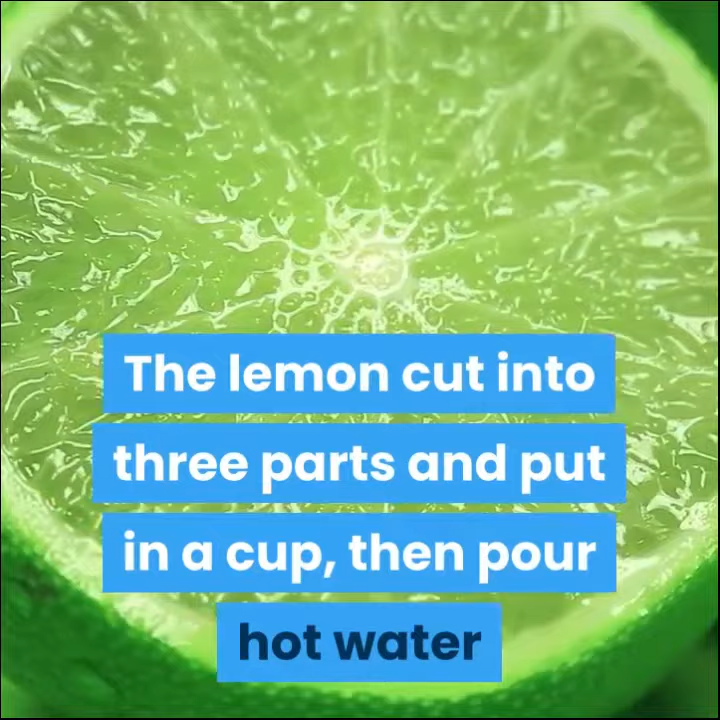 The lemon cut into
three parts and put
in a cup, then pour
hot water